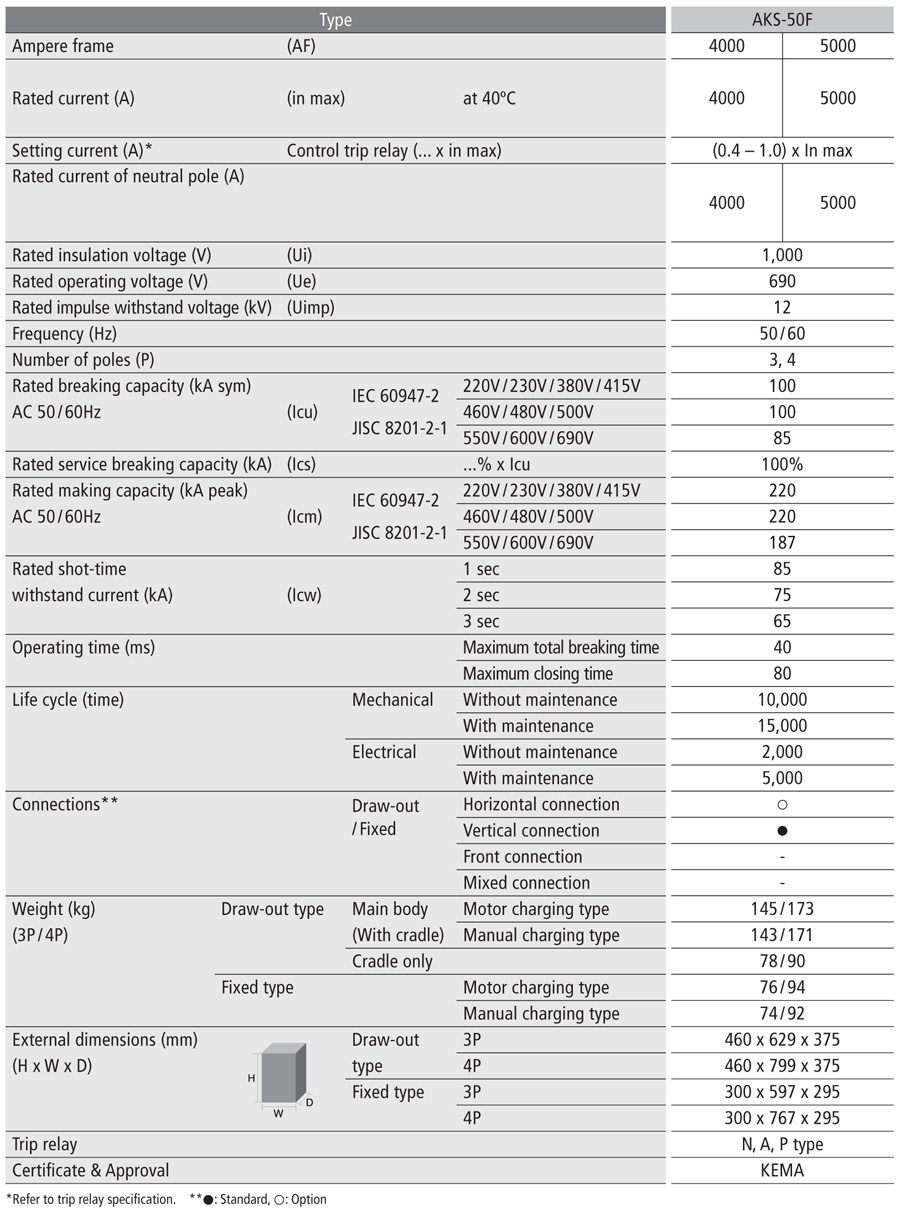 Type AKS-50F
Ampere frame (AF) 4000 5000
Rated current (A) (in max) at 40°C 4000 5000
Setting current (A)* Control trip relay (... x in max) (0.4 – 1.0) x In max
Rated current of neutral pole (A)
4000 5000
Rated insulation voltage (V) (Ui) 1,000
Rated operating voltage (V) (Ue) 690
Rated impulse withstand voltage (kV) (Uimp) 12
Frequency (Hz) 50/60
Number of poles (P) 3, 4
Rated breaking capacity (kA sym) IEC 60947-2 220V/230V/380V/415V 100
AC 50/60Hz (Icu) 460V/480V/500V 100
JISC 8201-2-1 550V/600V/690V 85
Rated service breaking capacity (kA) (Ics) ...% x Icu 100%
Rated making capacity (kA peak) IEC 60947-2 220V/230V/380V/415V 220
AC 50/60Hz (Icm) 460V/480V/500V 220
JISC 8201-2-1 550V/600V/690V 187
Rated shot-time 1 sec 85
withstand current (kA) (Icw) 2 sec 75
3 sec 65
Operating time (ms) Maximum total breaking time 40
Maximum closing time 80
Life cycle (time) Mechanical Without maintenance 10,000
With maintenance 15,000
Electrical Without maintenance 2,000
With maintenance 5,000
Connections** Draw-out Horizontal connection ○
/Fixed Vertical connection ●
Front connection -
Mixed connection -
Weight (kg) Draw-out type Main body Motor charging type 145/173
(3P/4P) (With cradle) Manual charging type 143/171
Cradle only 78/90
Fixed type Motor charging type 76/94
Manual charging type 74/92
External dimensions (mm) Draw-out 3P 460 x 629 x 375
(H x W x D) type 4P 460 x 799 x 375
H
Fixed type 3P 300 x 597 x 295
D
W
4P 300 x 767 x 295
Trip relay N, A, P type
Certificate & Approval KEMA
*Refer to trip relay specification. **●: Standard, ○: Option